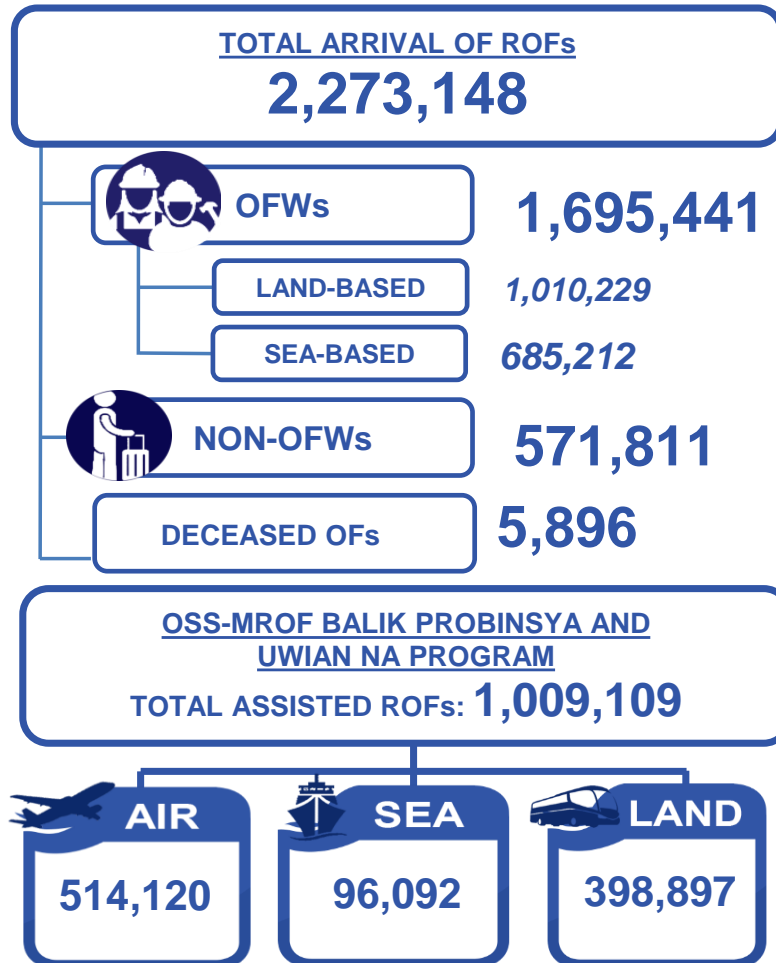 TOTAL ARRIVAL OF ROFs
2,273,148
OFWs 1,695,441
LAND-BASED 1,010,229
SEA-BASED 685,212
NON-OFWs 571,811
DECEASED OFs 5,896
OSS-MROF BALIK PROBINSYA AND
UWIAN NA PROGRAM
TOTAL ASSISTED ROFs: 1,009,109
AIR
514,120
SEA
96,092
LAND
398,897